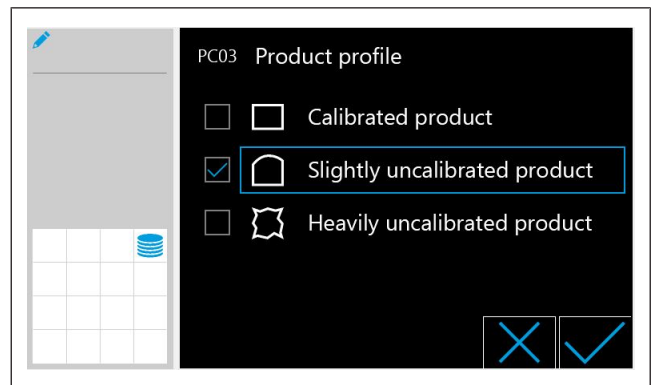 PC03 Product profile
Calibrated product
Slightly uncalibrated product
Heavily uncalibrated product